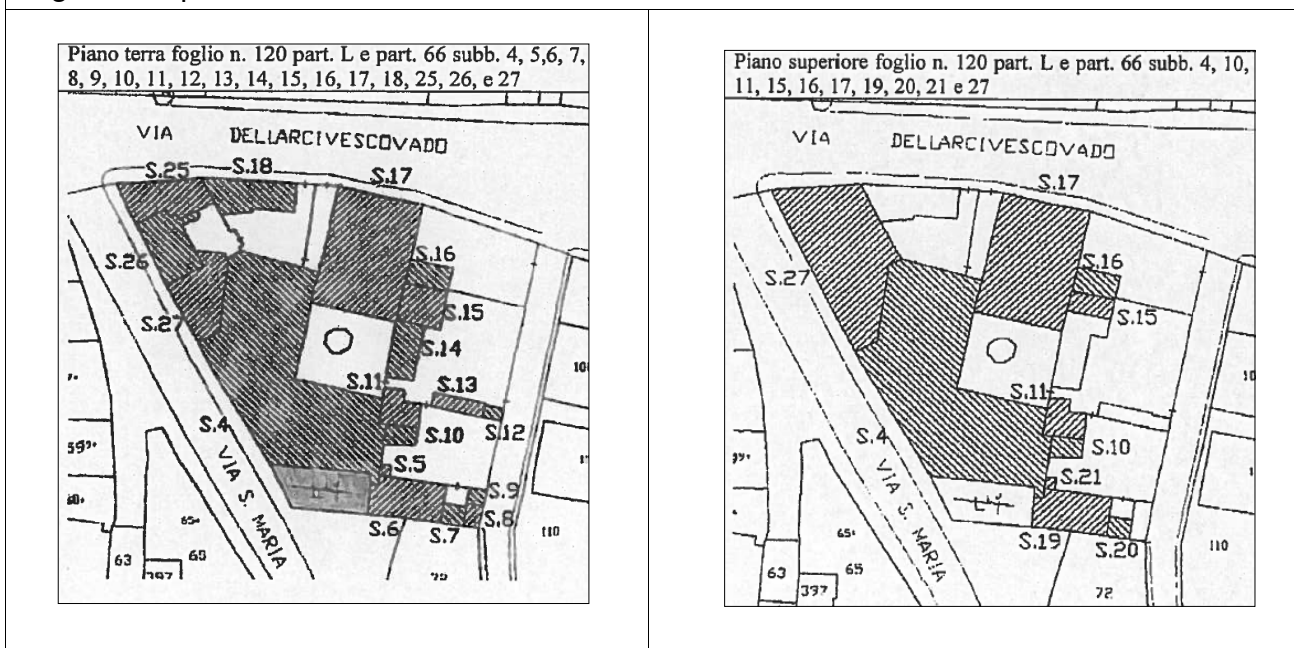 Piano terra foglio n. 120 part. L e part. 66 subb. 4, 5,6, 7,
8, 9, 10, 11, 12, 13, 14, 15, 16, 17, 18, 25, 26, e 27
VIA DELLARCIVESCOVADO
S.25 S.18
S.17
S.16
S.26
S.15
S.27
S.14
S.11 S.13
S.4
S.10
S.12
S.5
VIA S. MARIA
S.9
S.6 S.7 S.8
65
63
110
397
Piano superiore foglio n. 120 part. L e part. 66 subb. 4, 10,
11, 15, 16, 17, 19, 20, 21 e 27
VIA DELLARCIVESCOVADO
S.17
S.16
S.27
S.15
S.11
S.4
S.10
VIA S. MARIA
S.21
S.19 S.20
65
63
110
397
72